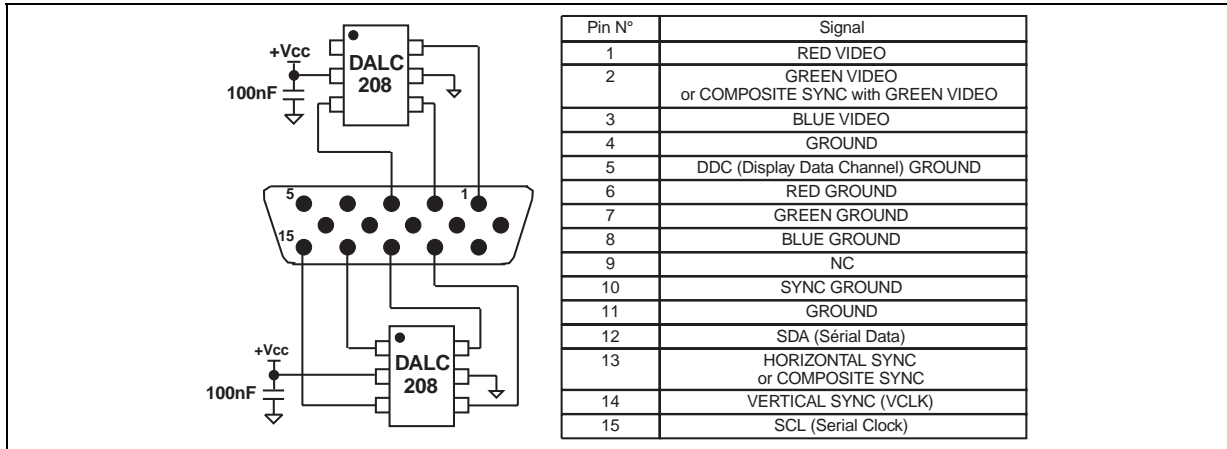 +Vcc
100nF
DALC
208
5
1
15
+Vcc
100nF
DALC
208
Pin N° Signal
1 RED VIDEO
2 GREEN VIDEO
or COMPOSITE SYNC with GREEN VIDEO
3 BLUE VIDEO
4 GROUND
5 DDC (Display Data Channel) GROUND
6 RED GROUND
7 GREEN GROUND
8 BLUE GROUND
9 NC
10 SYNC GROUND
11 GROUND
12 SDA (Sérial Data)
13 HORIZONTAL SYNC
or COMPOSITE SYNC
14 VERTICAL SYNC (VCLK)
15 SCL (Serial Clock)